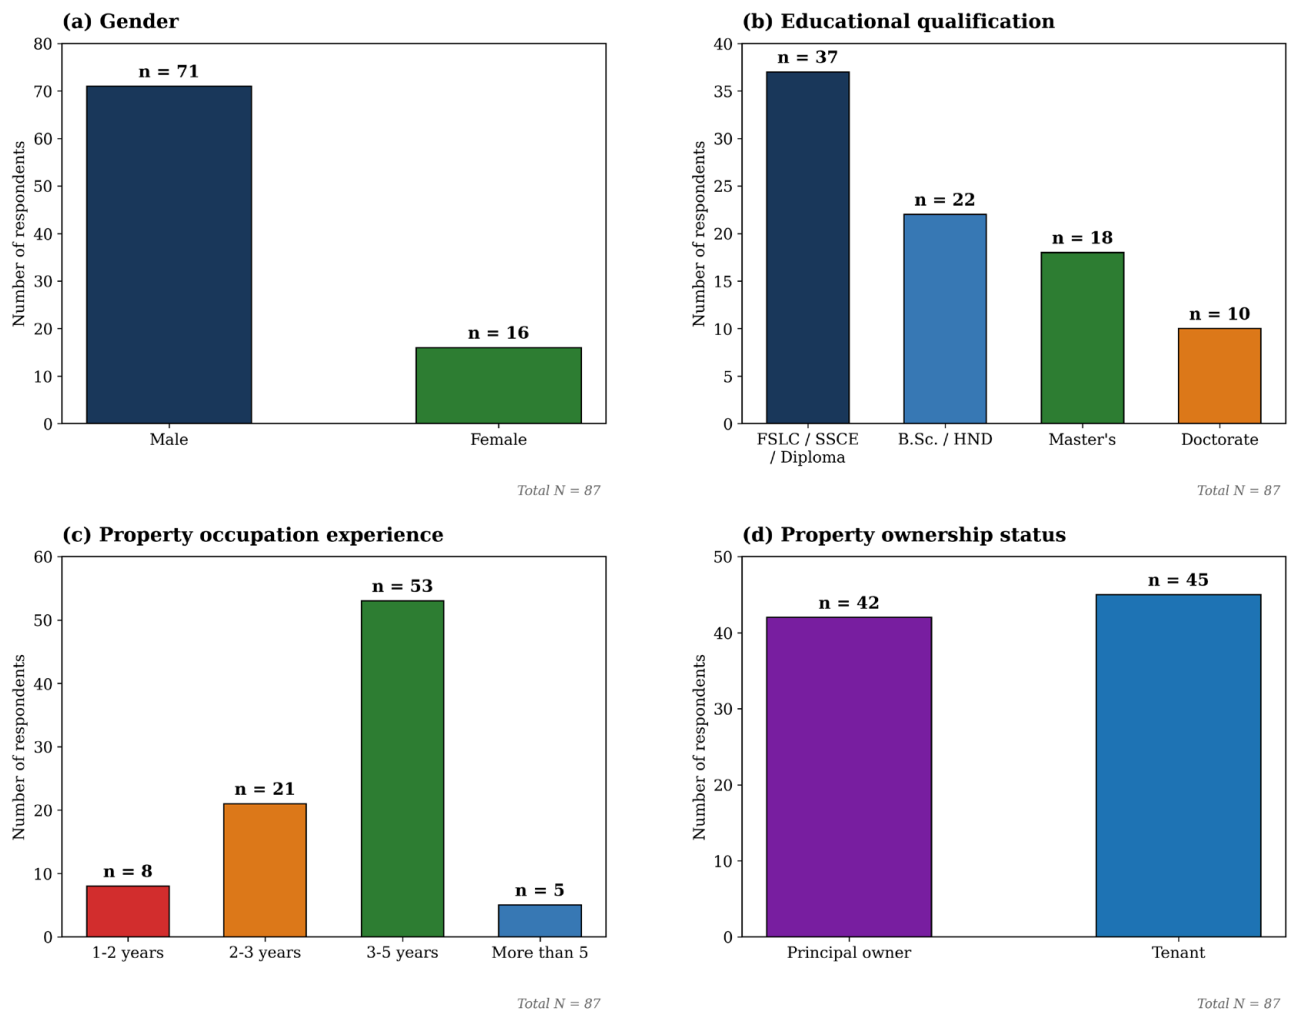 (a) Gender
Number of respondents
80
70
60
50
40
30
20
10
0
n = 71
n = 16
Male
Female
Total N = 87
(b) Educational qualification
Number of respondents
40
35
30
25
20
15
10
5
0
n = 37
n = 22
n = 18
n = 10
FSLC / SSCE
/ Diploma
B.Sc. / HND
Master's
Doctorate
Total N = 87
(c) Property occupation experience
Number of respondents
60
50
40
30
20
10
0
n = 8
n = 21
n = 53
n = 5
1-2 years
2-3 years
3-5 years
More than 5
Total N = 87
(d) Property ownership status
Number of respondents
50
40
30
20
10
0
n = 42
n = 45
Principal owner
Tenant
Total N = 87